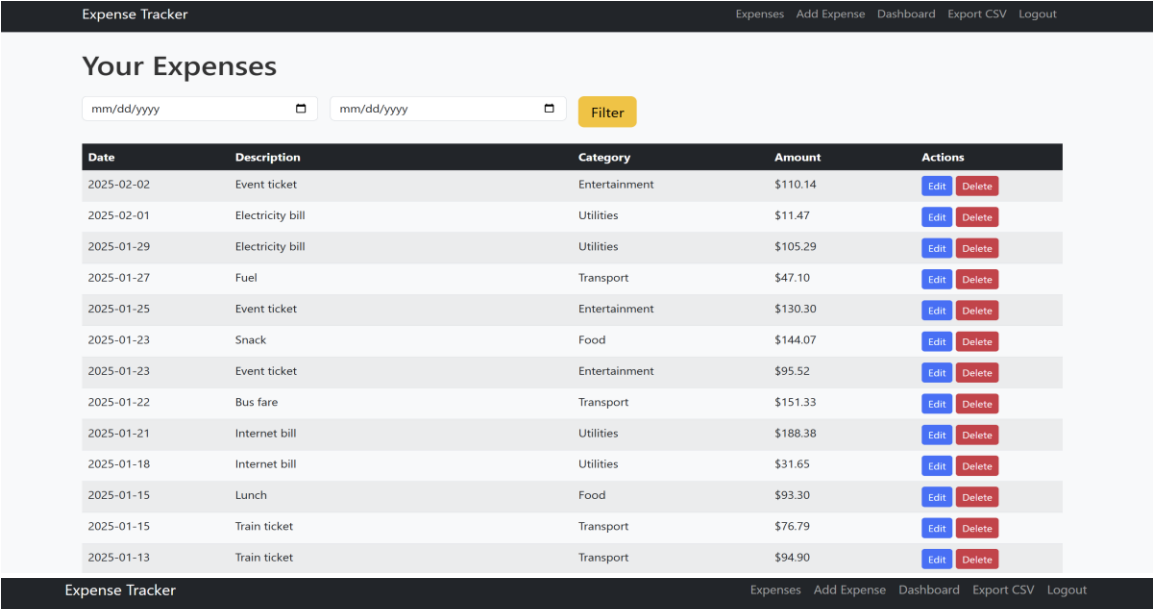 Expense Tracker Expenses Add Expense Dashboard Export CSV Logout
Your Expenses
mm/dd/yyyy mm/dd/yyyy Filter
Date Description Category Amount Actions
2025-02-02 Event ticket Entertainment $110.14 Edit Delete
2025-02-01 Electricity bill Utilities $11.47 Edit Delete
2025-01-29 Electricity bill Utilities $105.29 Edit Delete
2025-01-27 Fuel Transport $47.10 Edit Delete
2025-01-25 Event ticket Entertainment $130.30 Edit Delete
2025-01-23 Snack Food $144.07 Edit Delete
2025-01-23 Event ticket Entertainment $95.52 Edit Delete
2025-01-22 Bus fare Transport $151.33 Edit Delete
2025-01-21 Internet bill Utilities $188.38 Edit Delete
2025-01-18 Internet bill Utilities $31.65 Edit Delete
2025-01-15 Lunch Food $93.30 Edit Delete
2025-01-15 Train ticket Transport $76.79 Edit Delete
2025-01-13 Train ticket Transport $94.90 Edit Delete
Expense Tracker Expenses Add Expense Dashboard Export CSV Logout